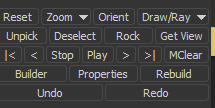 Reset Zoom Orient Draw/Ray
Unpick Deselect Rock Get View
|< < Stop Play > >| MClear
Builder Properties Rebuild
Undo Redo